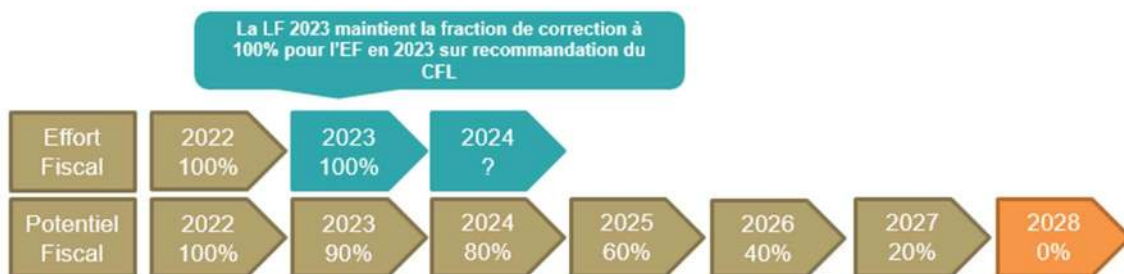 La LF 2023 maintient la fraction de correction à
100% pour l'EF en 2023 sur recommandation du
CFL
Effort
Fiscal
2022
100%
2023
100%
2024
?
Potentiel
Fiscal
2022
100%
2023
90%
2024
80%
2025
60%
2026
40%
2027
20%
2028
0%